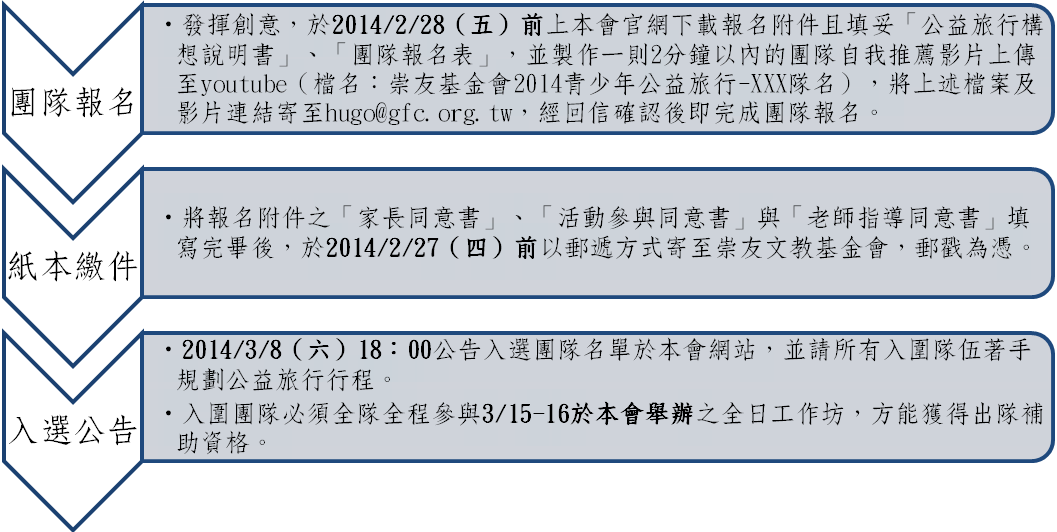 團隊報名
・發揮創意，於2014/2/28（五）前上本會官網下載報名附件且填妥「公益旅行構
想說明書」、「團隊報名表」，並製作一則2分鐘以內的團隊自我推薦影片上傳
至youtube（檔名：崇友基金會2014青少年公益旅行-XXX隊名），將上述檔案及
影片連結寄至hugo@gfc.org.tw，經回信確認後即完成團隊報名。
紙本繳件
・將報名附件之「家長同意書」、「活動參與同意書」與「老師指導同意書」填
寫完畢後，於2014/2/27（四）前以郵遞方式寄至崇友文教基金會，郵戳為憑。
入選公告
・2014/3/8（六）18：00公告入選團隊名單於本會網站，並請所有入圍隊伍著手
規劃公益旅行行程。
・入圍團隊必須全隊全程參與3/15-16於本會舉辦之全日工作坊，方能獲得出隊補
助資格。